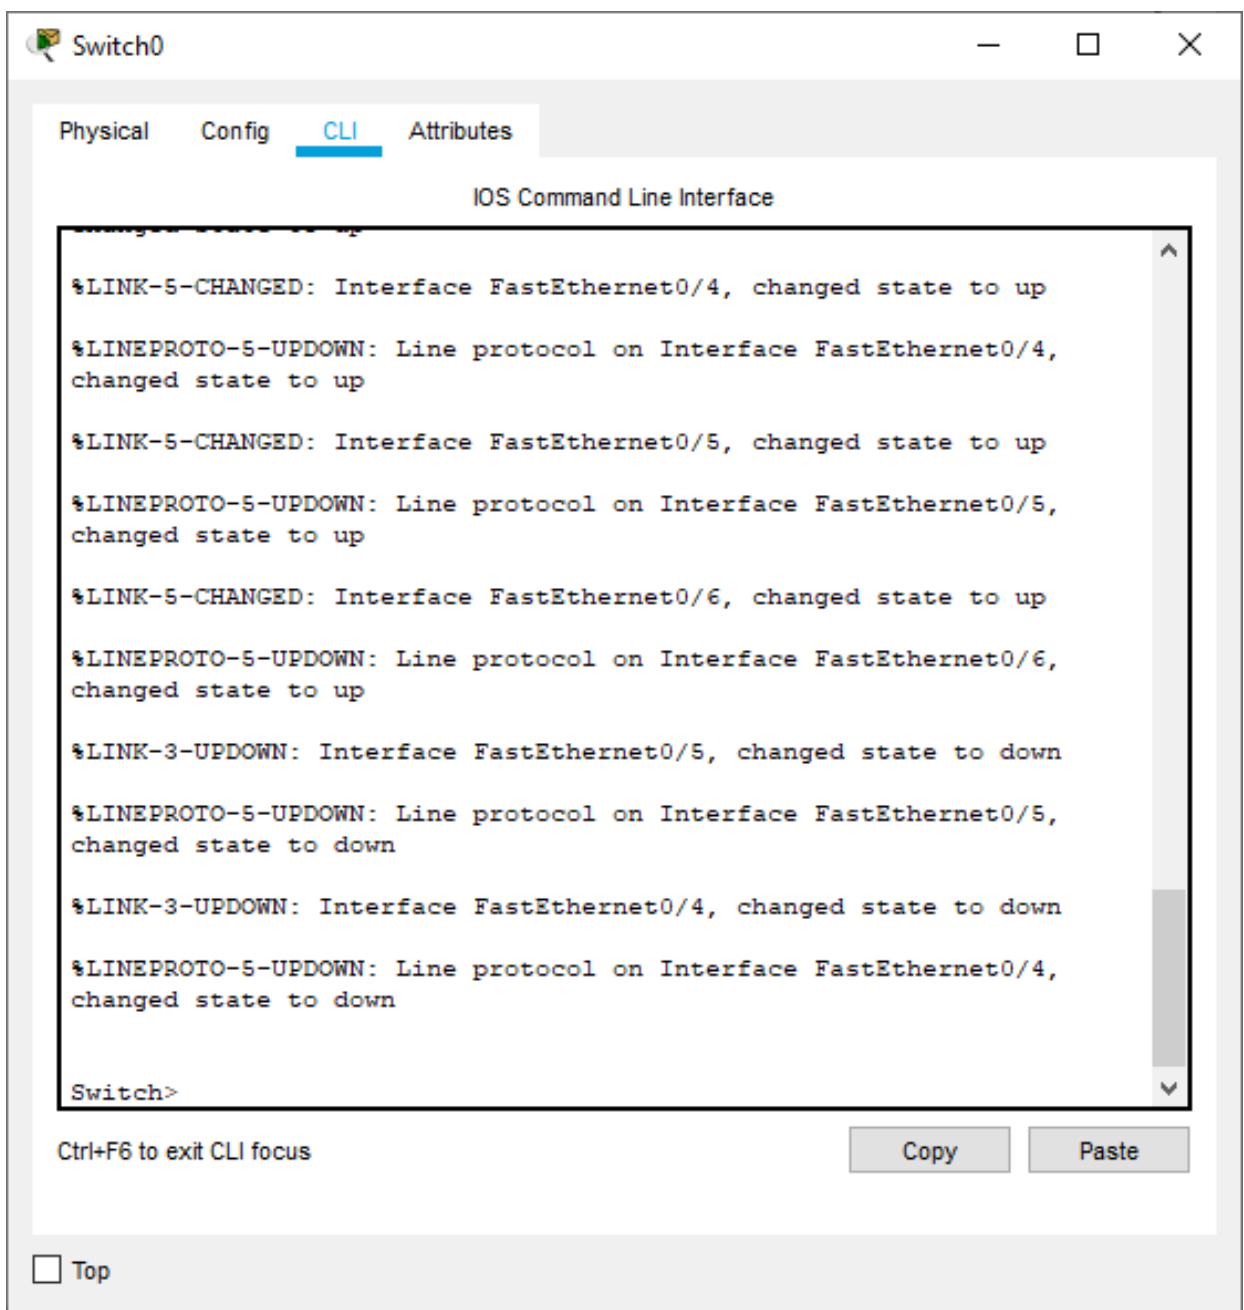 Switch0
Physical Config CLI Attributes
IOS Command Line Interface
changed state to up
%LINK-5-CHANGED: Interface FastEthernet0/4, changed state to up
%LINEPROTO-5-UPDOWN: Line protocol on Interface FastEthernet0/4,
changed state to up
%LINK-5-CHANGED: Interface FastEthernet0/5, changed state to up
%LINEPROTO-5-UPDOWN: Line protocol on Interface FastEthernet0/5,
changed state to up
%LINK-5-CHANGED: Interface FastEthernet0/6, changed state to up
%LINEPROTO-5-UPDOWN: Line protocol on Interface FastEthernet0/6,
changed state to up
%LINK-3-UPDOWN: Interface FastEthernet0/5, changed state to down
%LINEPROTO-5-UPDOWN: Line protocol on Interface FastEthernet0/5,
changed state to down
%LINK-3-UPDOWN: Interface FastEthernet0/4, changed state to down
%LINEPROTO-5-UPDOWN: Line protocol on Interface FastEthernet0/4,
changed state to down
Switch>
Ctrl+F6 to exit CLI focus
Copy Paste
Top